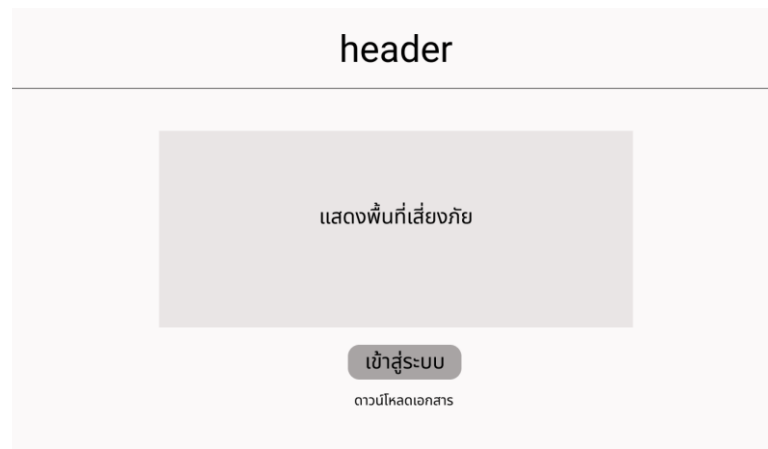 header
แสดงพื้นที่เสี่ยงภัย
เข้าสู่ระบบ
ดาวน์โหลดเอกสาร